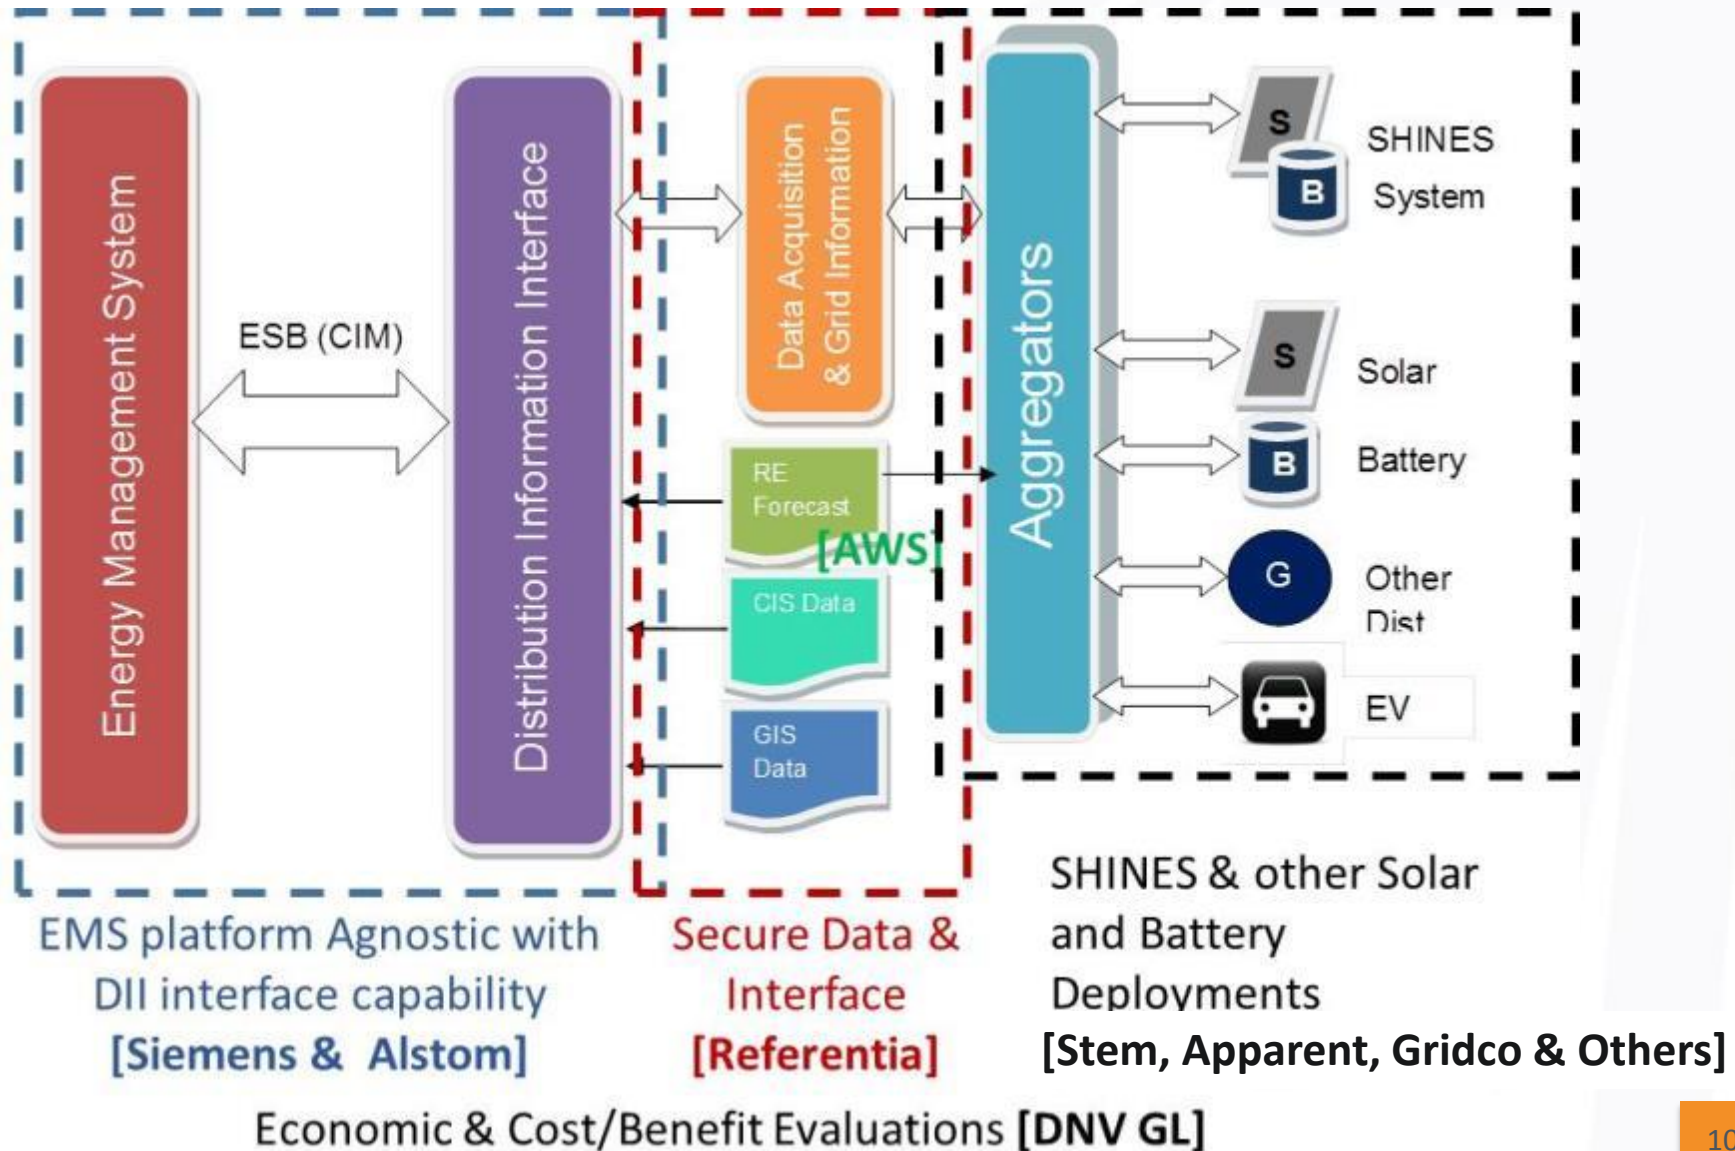 Energy Management System
ESB (CIM)
Distribution Information Interface
Data Acquisition
& Grid Information
RE
Forecast
[AWS]
CIS Data
GIS
Data
Aggregators
S
B
SHINES
System
S
Solar
B
Battery
G
Other
Dist
EV
EMS platform Agnostic with
DII interface capability
[Siemens & Alstom]
Secure Data &
Interface
[Referentia]
SHINES & other Solar
and Battery
Deployments
[Stem, Apparent, Gridco & Others]
Economic & Cost/Benefit Evaluations [DNV GL]
10